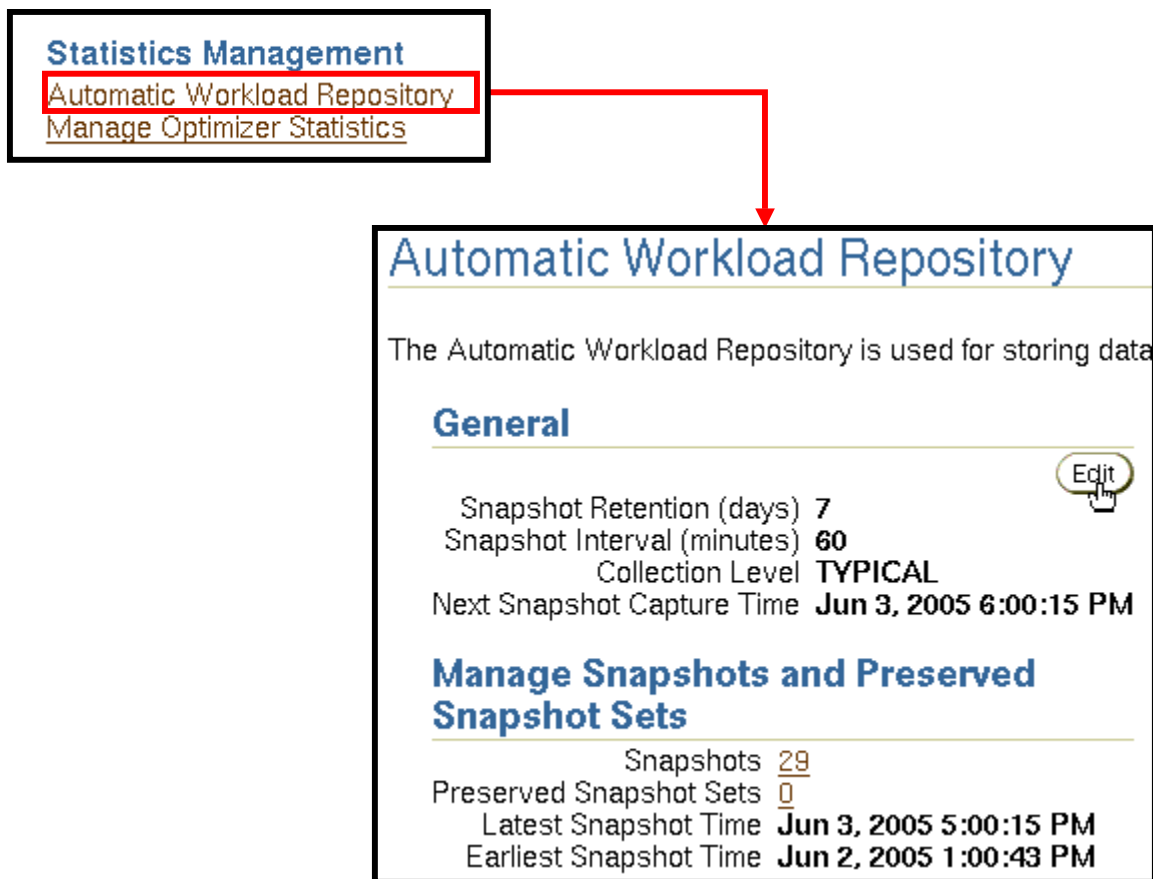 Statistics Management
Automatic Workload Repository
Manage Optimizer Statistics
Automatic Workload Repository
The Automatic Workload Repository is used for storing data
General
Edit
Snapshot Retention (days) 7
Snapshot Interval (minutes) 60
Collection Level TYPICAL
Next Snapshot Capture Time Jun 3, 2005 6:00:15 PM
Manage Snapshots and Preserved
Snapshot Sets
Snapshots 29
Preserved Snapshot Sets 0
Latest Snapshot Time Jun 3, 2005 5:00:15 PM
Earliest Snapshot Time Jun 2, 2005 1:00:43 PM